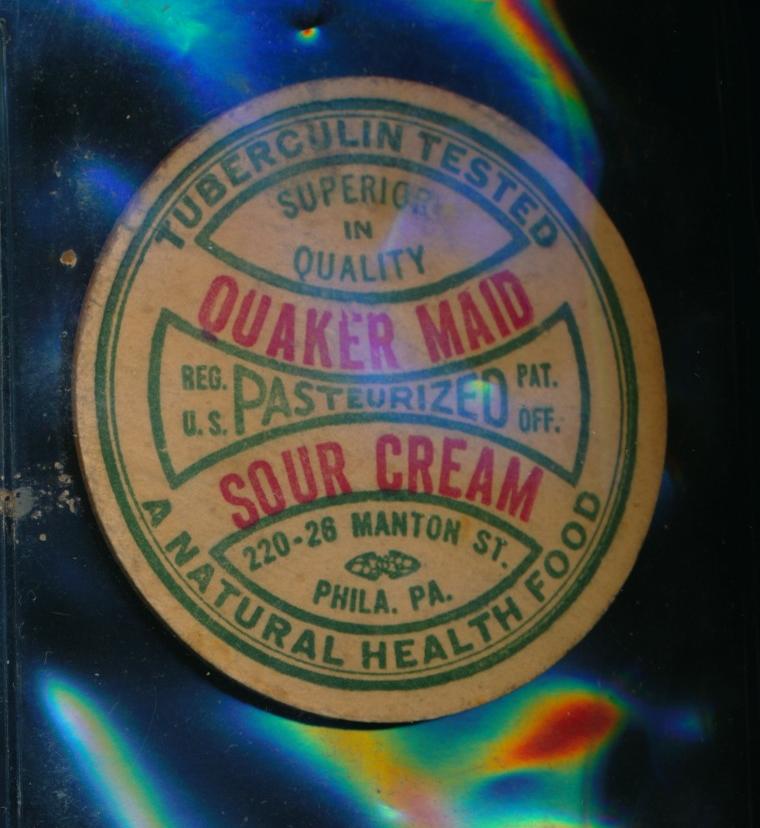 TUBERCULIN TESTED
SUPERIOR
IN
QUALITY
QUAKER MAID
REG. U.S. PASTEURIZED PAT. OFF.
SOUR CREAM
220-26 MANTON ST.
PHILA. PA.
A NATURAL HEALTH FOOD